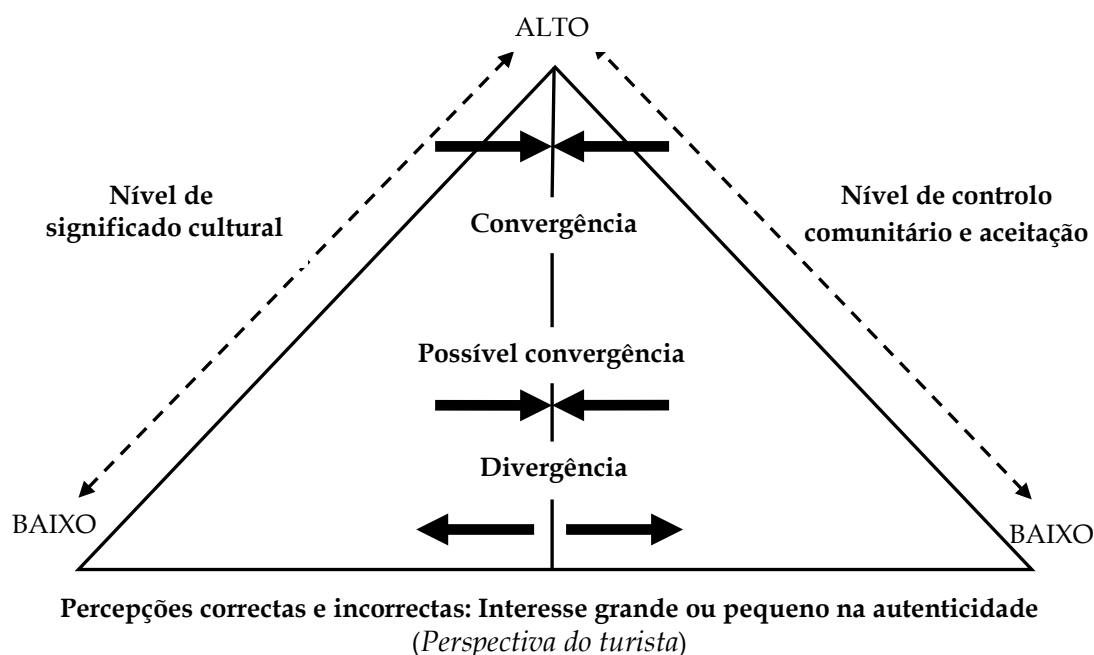 ALTO
Nível de
significado cultural
Nível de controlo
comunitário e aceitação
Convergência
Possível convergência
Divergência
BAIXO
BAIXO
Percepções correctas e incorrectas: Interesse grande ou pequeno na autenticidade
(Perspectiva do turista)